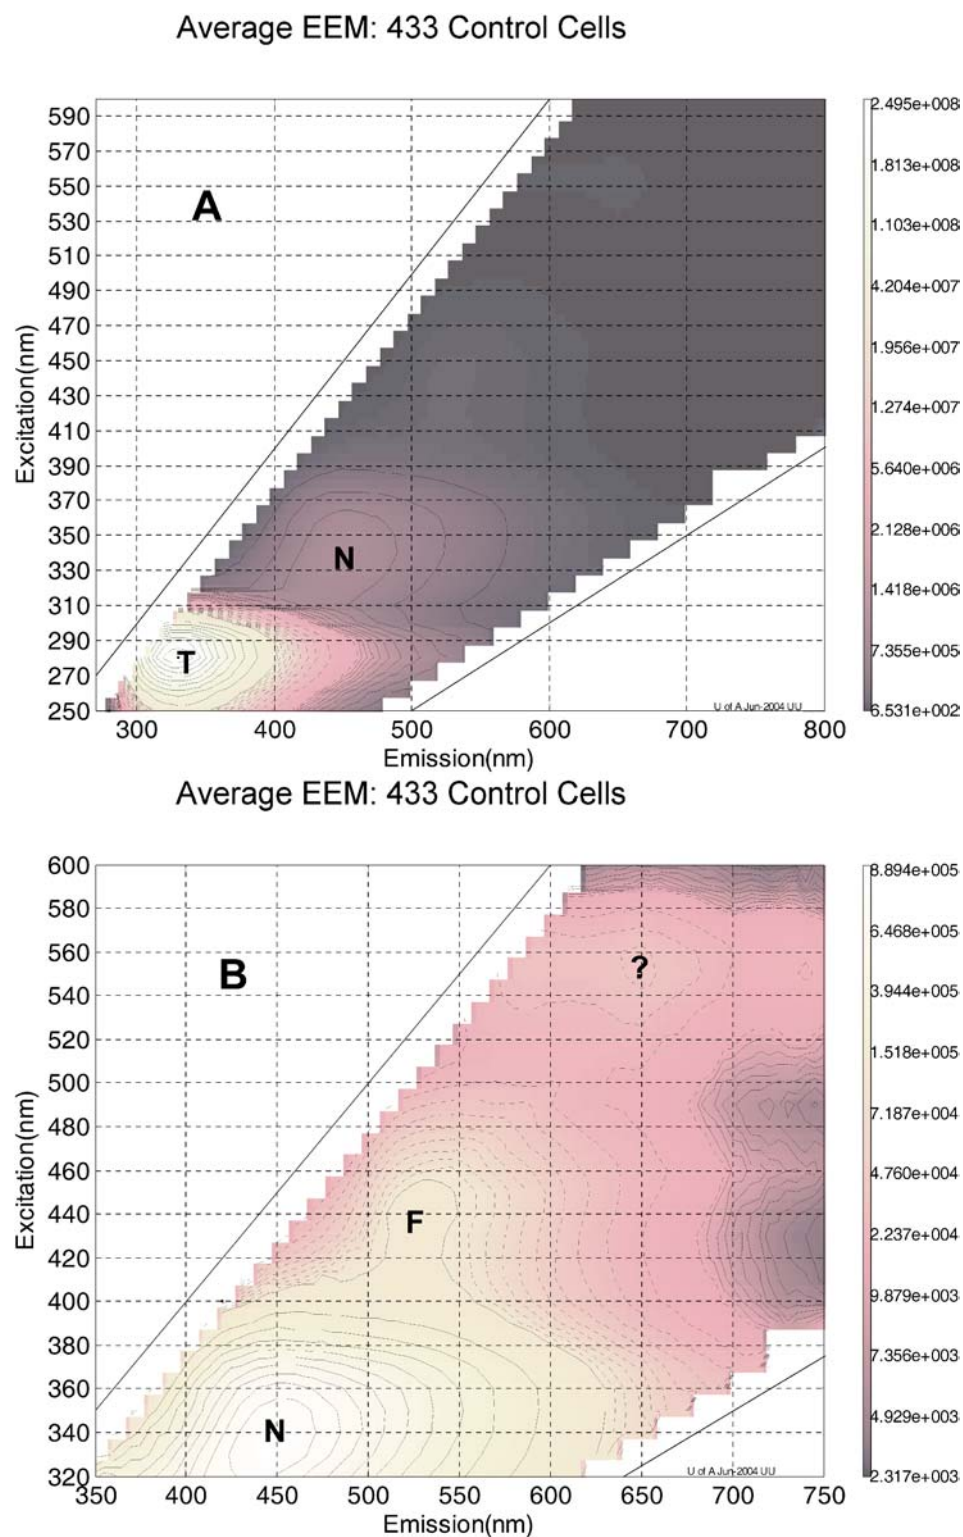 Average EEM: 433 Control Cells
A
N
T
590
570
550
530
510
490
470
450
430
410
390
370
350
330
310
290
270
250
Excitation(nm)
300 400 500 600 700 800
Emission(nm)
U of A Jun-2004 UU
2.495e+008
1.813e+008
1.103e+008
4.204e+007
1.956e+007
1.274e+007
5.640e+006
2.128e+006
1.418e+006
7.355e+005
6.531e+002
Average EEM: 433 Control Cells
B
?
F
N
600
580
560
540
520
500
480
460
440
420
400
380
360
340
320
Excitation(nm)
350 400 450 500 550 600 650 700 750
Emission(nm)
U of A Jun-2004 UU
8.894e+005
6.468e+005
3.944e+005
1.518e+005
7.187e+004
4.760e+004
2.237e+004
9.879e+003
7.356e+003
4.929e+003
2.317e+003